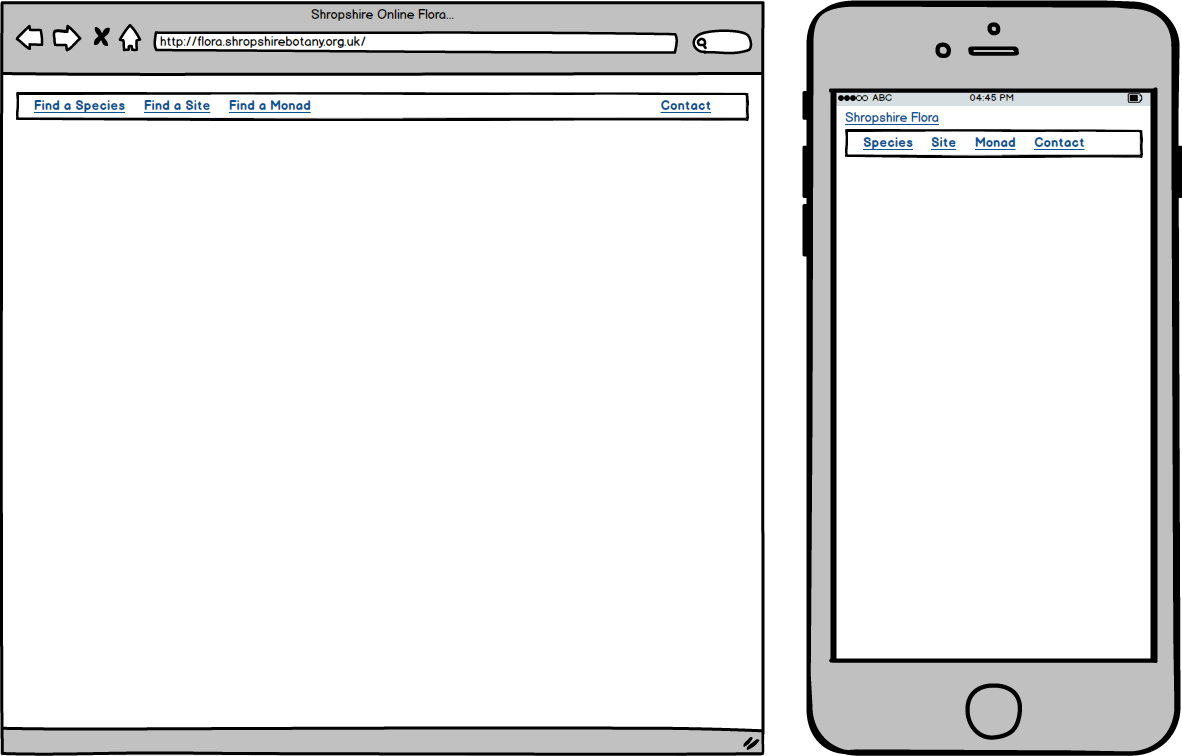 Shropshire Online Flora...
http://flora.shropshirebotany.org.uk/
Find a Species Find a Site Find a Monad Contact
ABC 04:45 PM
Shropshire Flora
Species Site Monad Contact